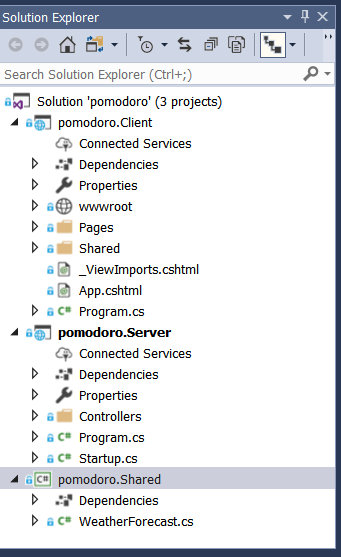 Solution Explorer
Search Solution Explorer (Ctrl+;)
Solution 'pomodoro' (3 projects)
pomodoro.Client
Connected Services
Dependencies
Properties
wwwroot
Pages
Shared
_ViewImports.cshtml
App.cshtml
C# Program.cs
pomodoro.Server
Connected Services
Dependencies
Properties
Controllers
C# Program.cs
C# Startup.cs
C# pomodoro.Shared
Dependencies
C# WeatherForecast.cs